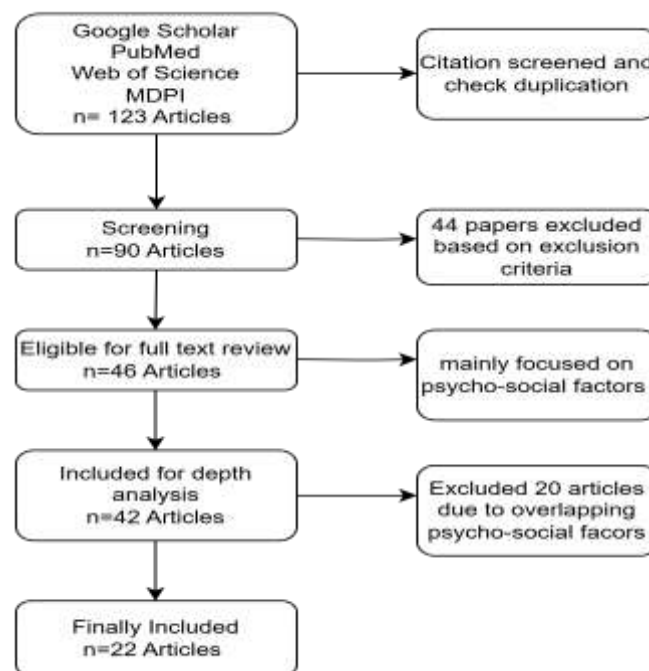 Google Scholar
PubMed
Web of Science
MDPI
n= 123 Articles
Citation screened and
check duplication
Screening
n=90 Articles
44 papers excluded
based on exclusion
criteria
Eligible for full text review
n=46 Articles
mainly focused on
psycho-social factors
Included for depth
analysis
n=42 Articles
Excluded 20 articles
due to overlapping
psycho-social facors
Finally Included
n=22 Articles